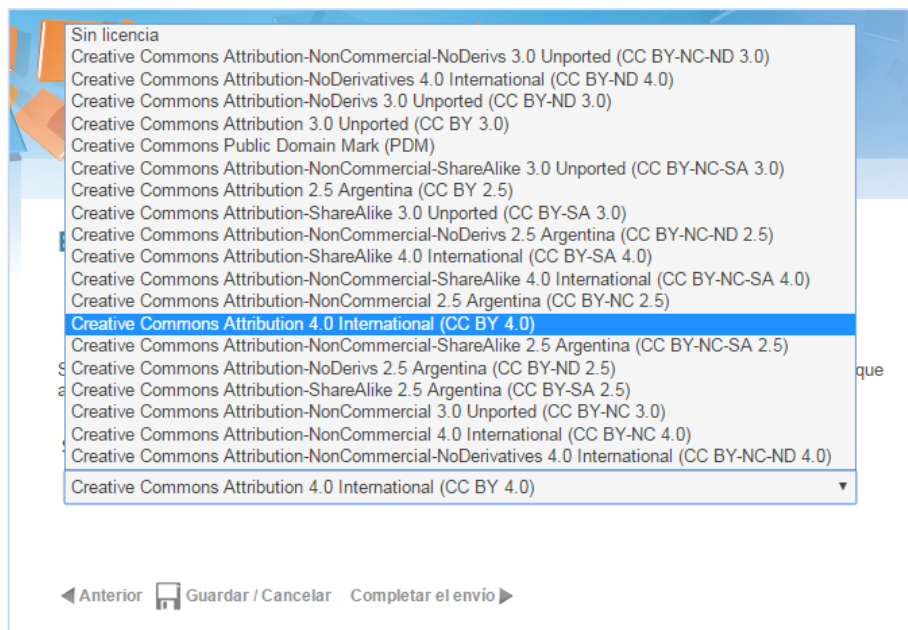 Sin licencia
Creative Commons Attribution-NonCommercial-NoDerivs 3.0 Unported (CC BY-NC-ND 3.0)
Creative Commons Attribution-NoDerivatives 4.0 International (CC BY-ND 4.0)
Creative Commons Attribution-NoDerivs 3.0 Unported (CC BY-ND 3.0)
Creative Commons Attribution 3.0 Unported (CC BY 3.0)
Creative Commons Public Domain Mark (PDM)
Creative Commons Attribution-NonCommercial-ShareAlike 3.0 Unported (CC BY-NC-SA 3.0)
Creative Commons Attribution 2.5 Argentina (CC BY 2.5)
Creative Commons Attribution-ShareAlike 3.0 Unported (CC BY-SA 3.0)
Creative Commons Attribution-NonCommercial-NoDerivs 2.5 Argentina (CC BY-NC-ND 2.5)
Creative Commons Attribution-ShareAlike 4.0 International (CC BY-SA 4.0)
Creative Commons Attribution-NonCommercial-ShareAlike 4.0 International (CC BY-NC-SA 4.0)
Creative Commons Attribution-NonCommercial 2.5 Argentina (CC BY-NC 2.5)
Creative Commons Attribution 4.0 International (CC BY 4.0)
Creative Commons Attribution-NonCommercial-ShareAlike 2.5 Argentina (CC BY-NC-SA 2.5)
Creative Commons Attribution-NoDerivs 2.5 Argentina (CC BY-ND 2.5)
que
Creative Commons Attribution-ShareAlike 2.5 Argentina (CC BY-SA 2.5)
Creative Commons Attribution-NonCommercial 3.0 Unported (CC BY-NC 3.0)
Creative Commons Attribution-NonCommercial 4.0 International (CC BY-NC 4.0)
Creative Commons Attribution-NonCommercial-NoDerivatives 4.0 International (CC BY-NC-ND 4.0)
Creative Commons Attribution 4.0 International (CC BY 4.0)
Anterior Guardar / Cancelar Completar el envío